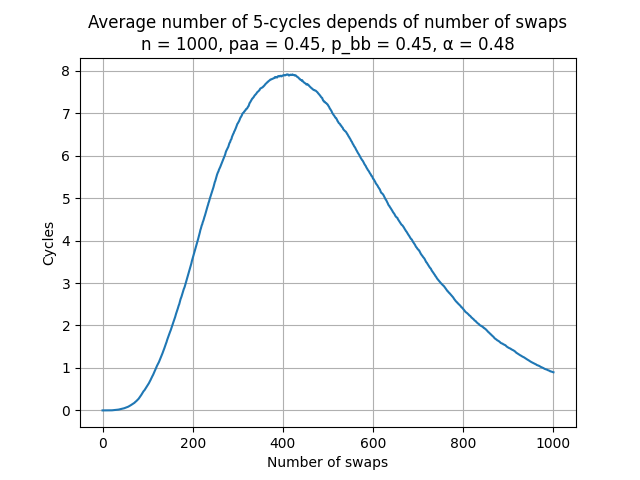 Average number of 5-cycles depends of number of swaps
n = 1000, paa = 0.45, p_bb = 0.45, α = 0.48
8
7
6
5
4
3
2
1
0
Cycles
0 200 400 600 800 1000
Number of swaps